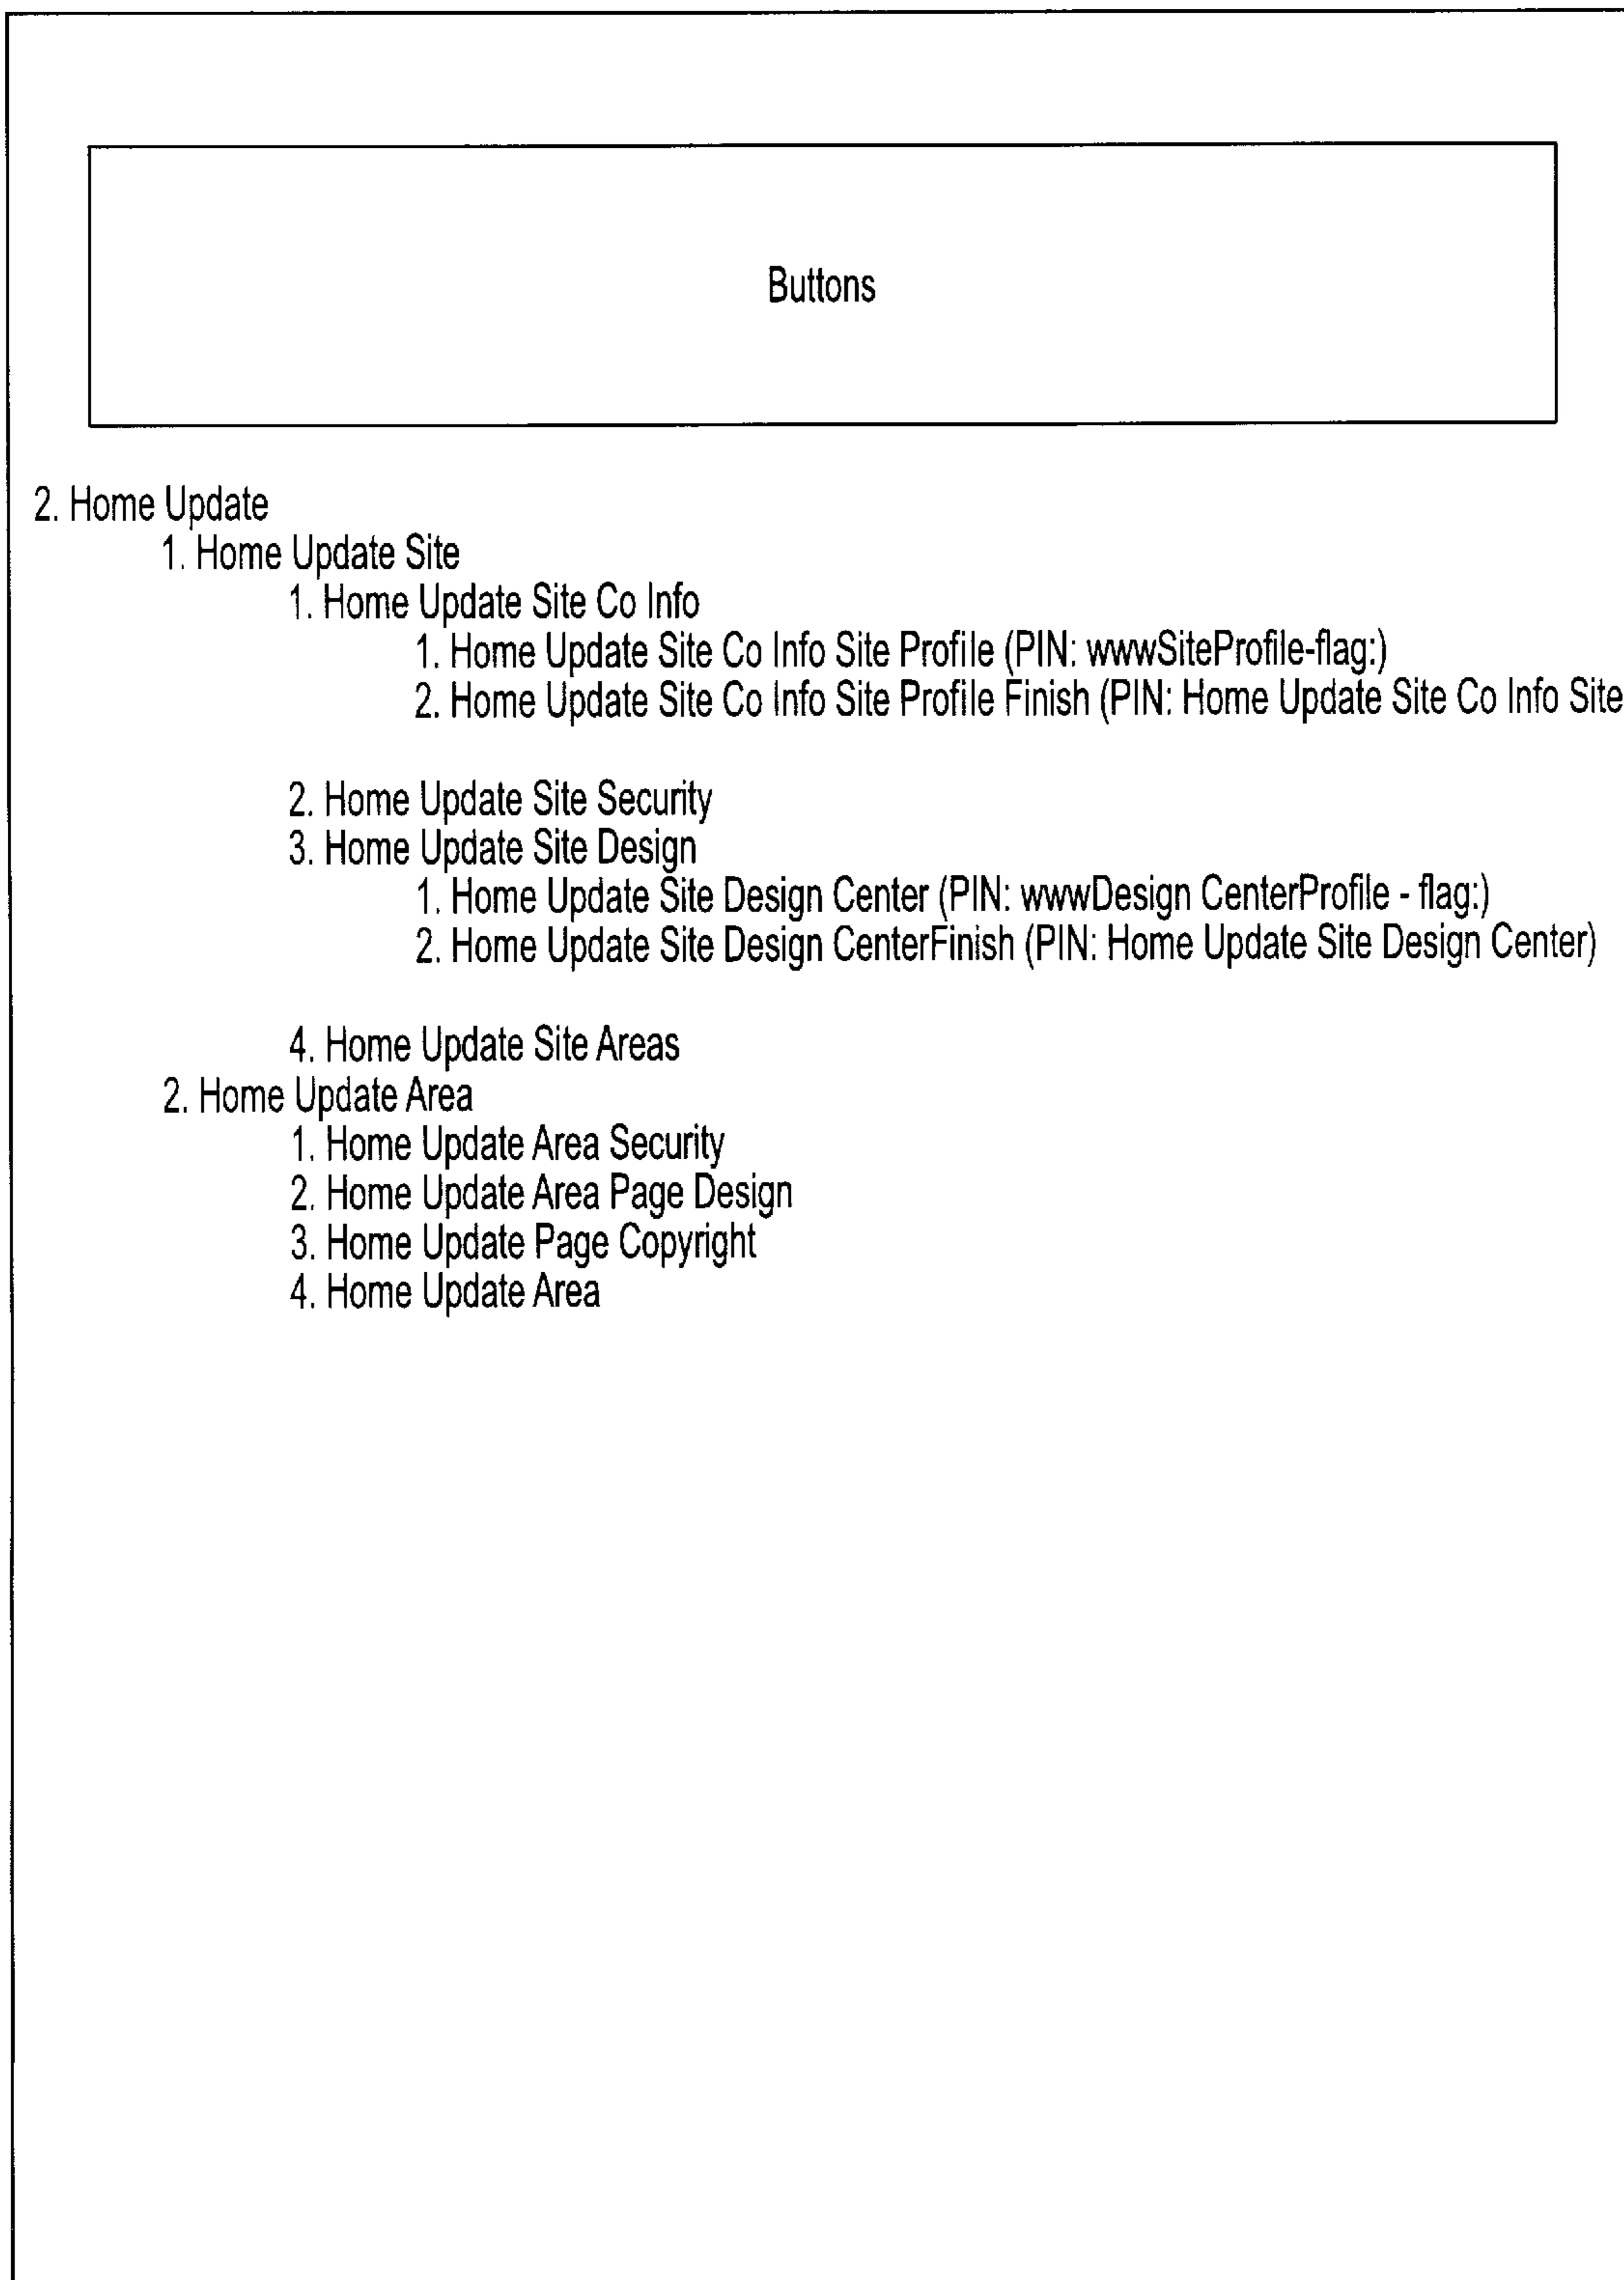 Buttons
2. Home Update
1. Home Update Site
1. Home Update Site Co Info
1. Home Update Site Co Info Site Profile (PIN: wwwSiteProfile-flag:)
2. Home Update Site Co Info Site Profile Finish (PIN: Home Update Site Co Info Site
2. Home Update Site Security
3. Home Update Site Design
1. Home Update Site Design Center (PIN: wwwDesign CenterProfile - flag:)
2. Home Update Site Design CenterFinish (PIN: Home Update Site Design Center)
4. Home Update Site Areas
2. Home Update Area
1. Home Update Area Security
2. Home Update Area Page Design
3. Home Update Page Copyright
4. Home Update Area